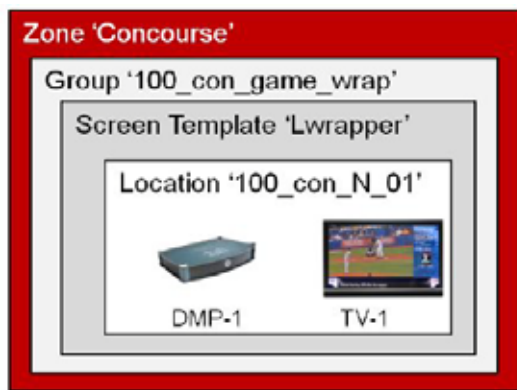 Zone ‘Concourse’
Group ‘100_con_game_wrap’
Screen Template ‘Lwrapper’
Location ‘100_con_N_01’
DMP-1
TV-1